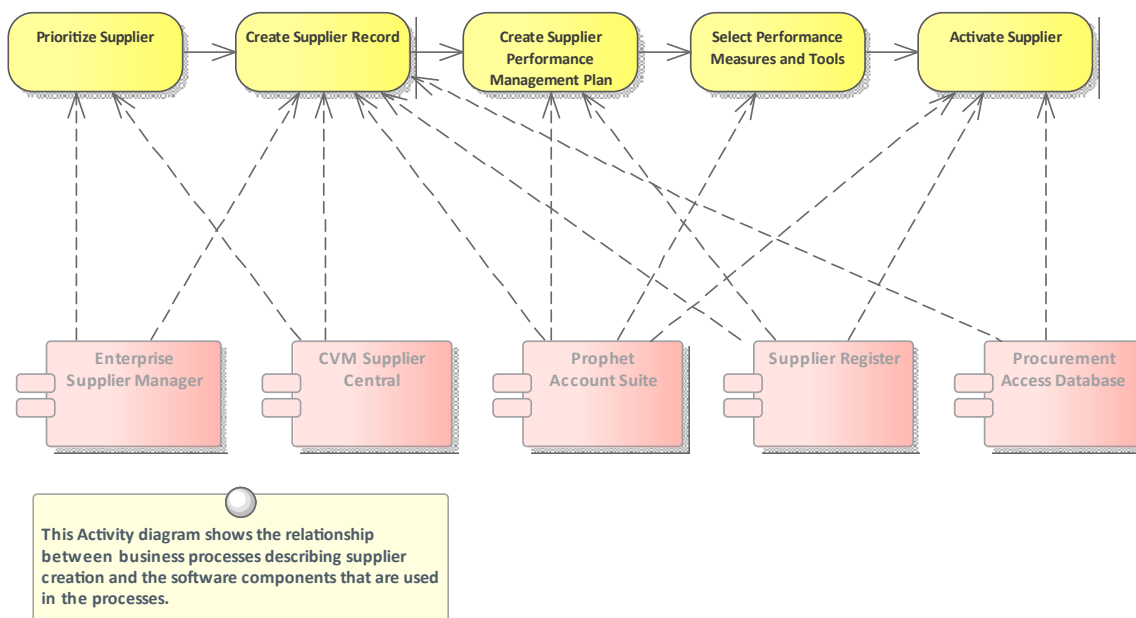 Prioritize Supplier
Create Supplier Record
Create Supplier
Performance
Management Plan
Select Performance
Measures and Tools
Activate Supplier
Enterprise
Supplier Manager
CVM Supplier
Central
Prophet
Account Suite
Supplier Register
Procurement
Access Database
This Activity diagram shows the relationship
between business processes describing supplier
creation and the software components that are used
in the processes.